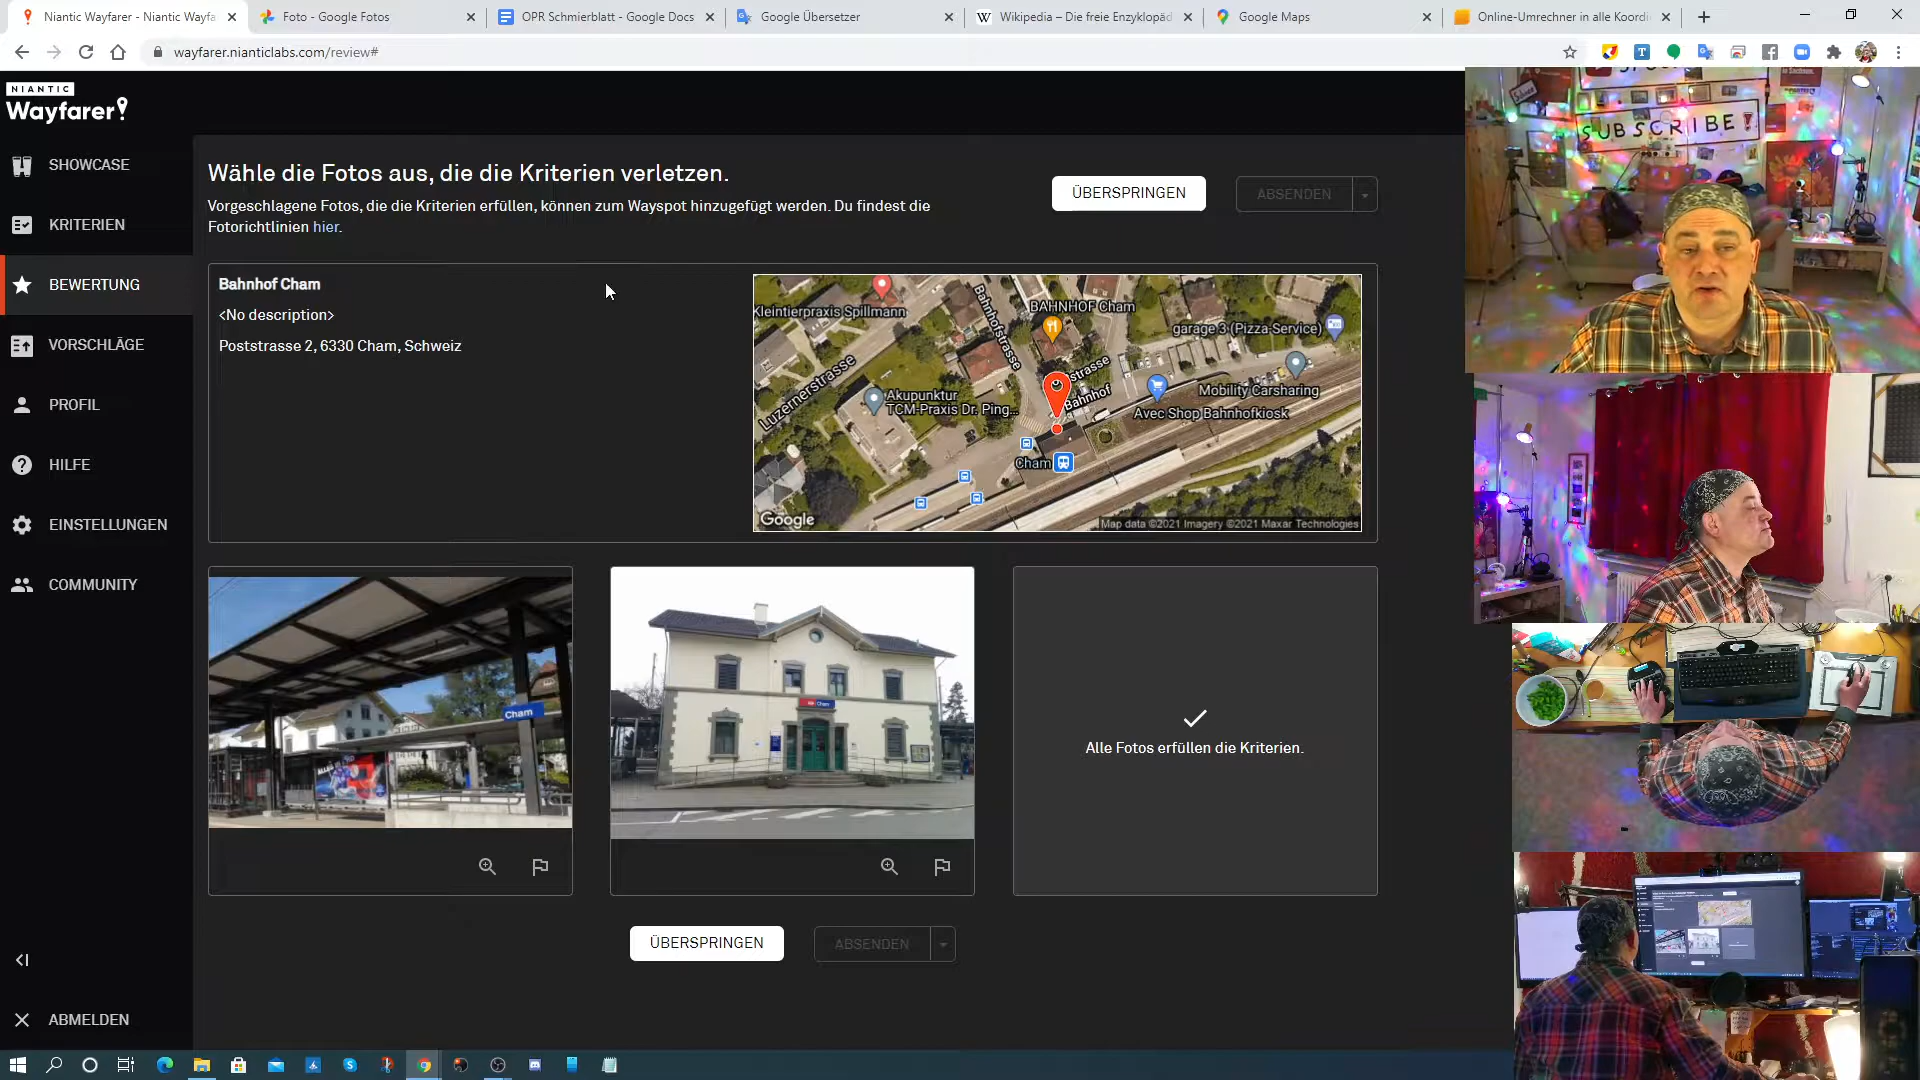 Niantic Wayfarer - Niantic Wayfa
Foto - Google Fotos
OPR Schmierblatt - Google Docs
Google Übersetzer
Wikipedia – Die freie Enzyklopäd
Google Maps
Online-Umrechner in alle Koordi
wayfarer.nianticlabs.com/review#
NIANTIC
Wayfarer
SHOWCASE
KRITERIEN
BEWERTUNG
VORSCHLÄGE
PROFIL
HILFE
EINSTELLUNGEN
COMMUNITY
ABMELDEN
Wähle die Fotos aus, die die Kriterien verletzen.
Vorgeschlagene Fotos, die die Kriterien erfüllen, können zum Wayspot hinzugefügt werden. Du findest die
Fotorichtlinien hier.
ÜBERSPRINGEN
ABSENDEN
Bahnhof Cham
<No description>
Poststrasse 2, 6330 Cham, Schweiz
Kleintierpraxis Spillmann
Bahnhofstrasse
BAHNHOF Cham
garage 3 (Pizza-Service)
Luzernerstrasse
Akupunktur
TCM-Praxis Dr. Ping...
Bahnhof
Mobility Carsharing
Avec Shop Bahnhofkiosk
Cham
Google
Map data ©2021 Imagery ©2021 Maxar Technologies
Cham
Cham
Alle Fotos erfüllen die Kriterien.
ÜBERSPRINGEN
ABSENDEN
SUBSCRIBE!